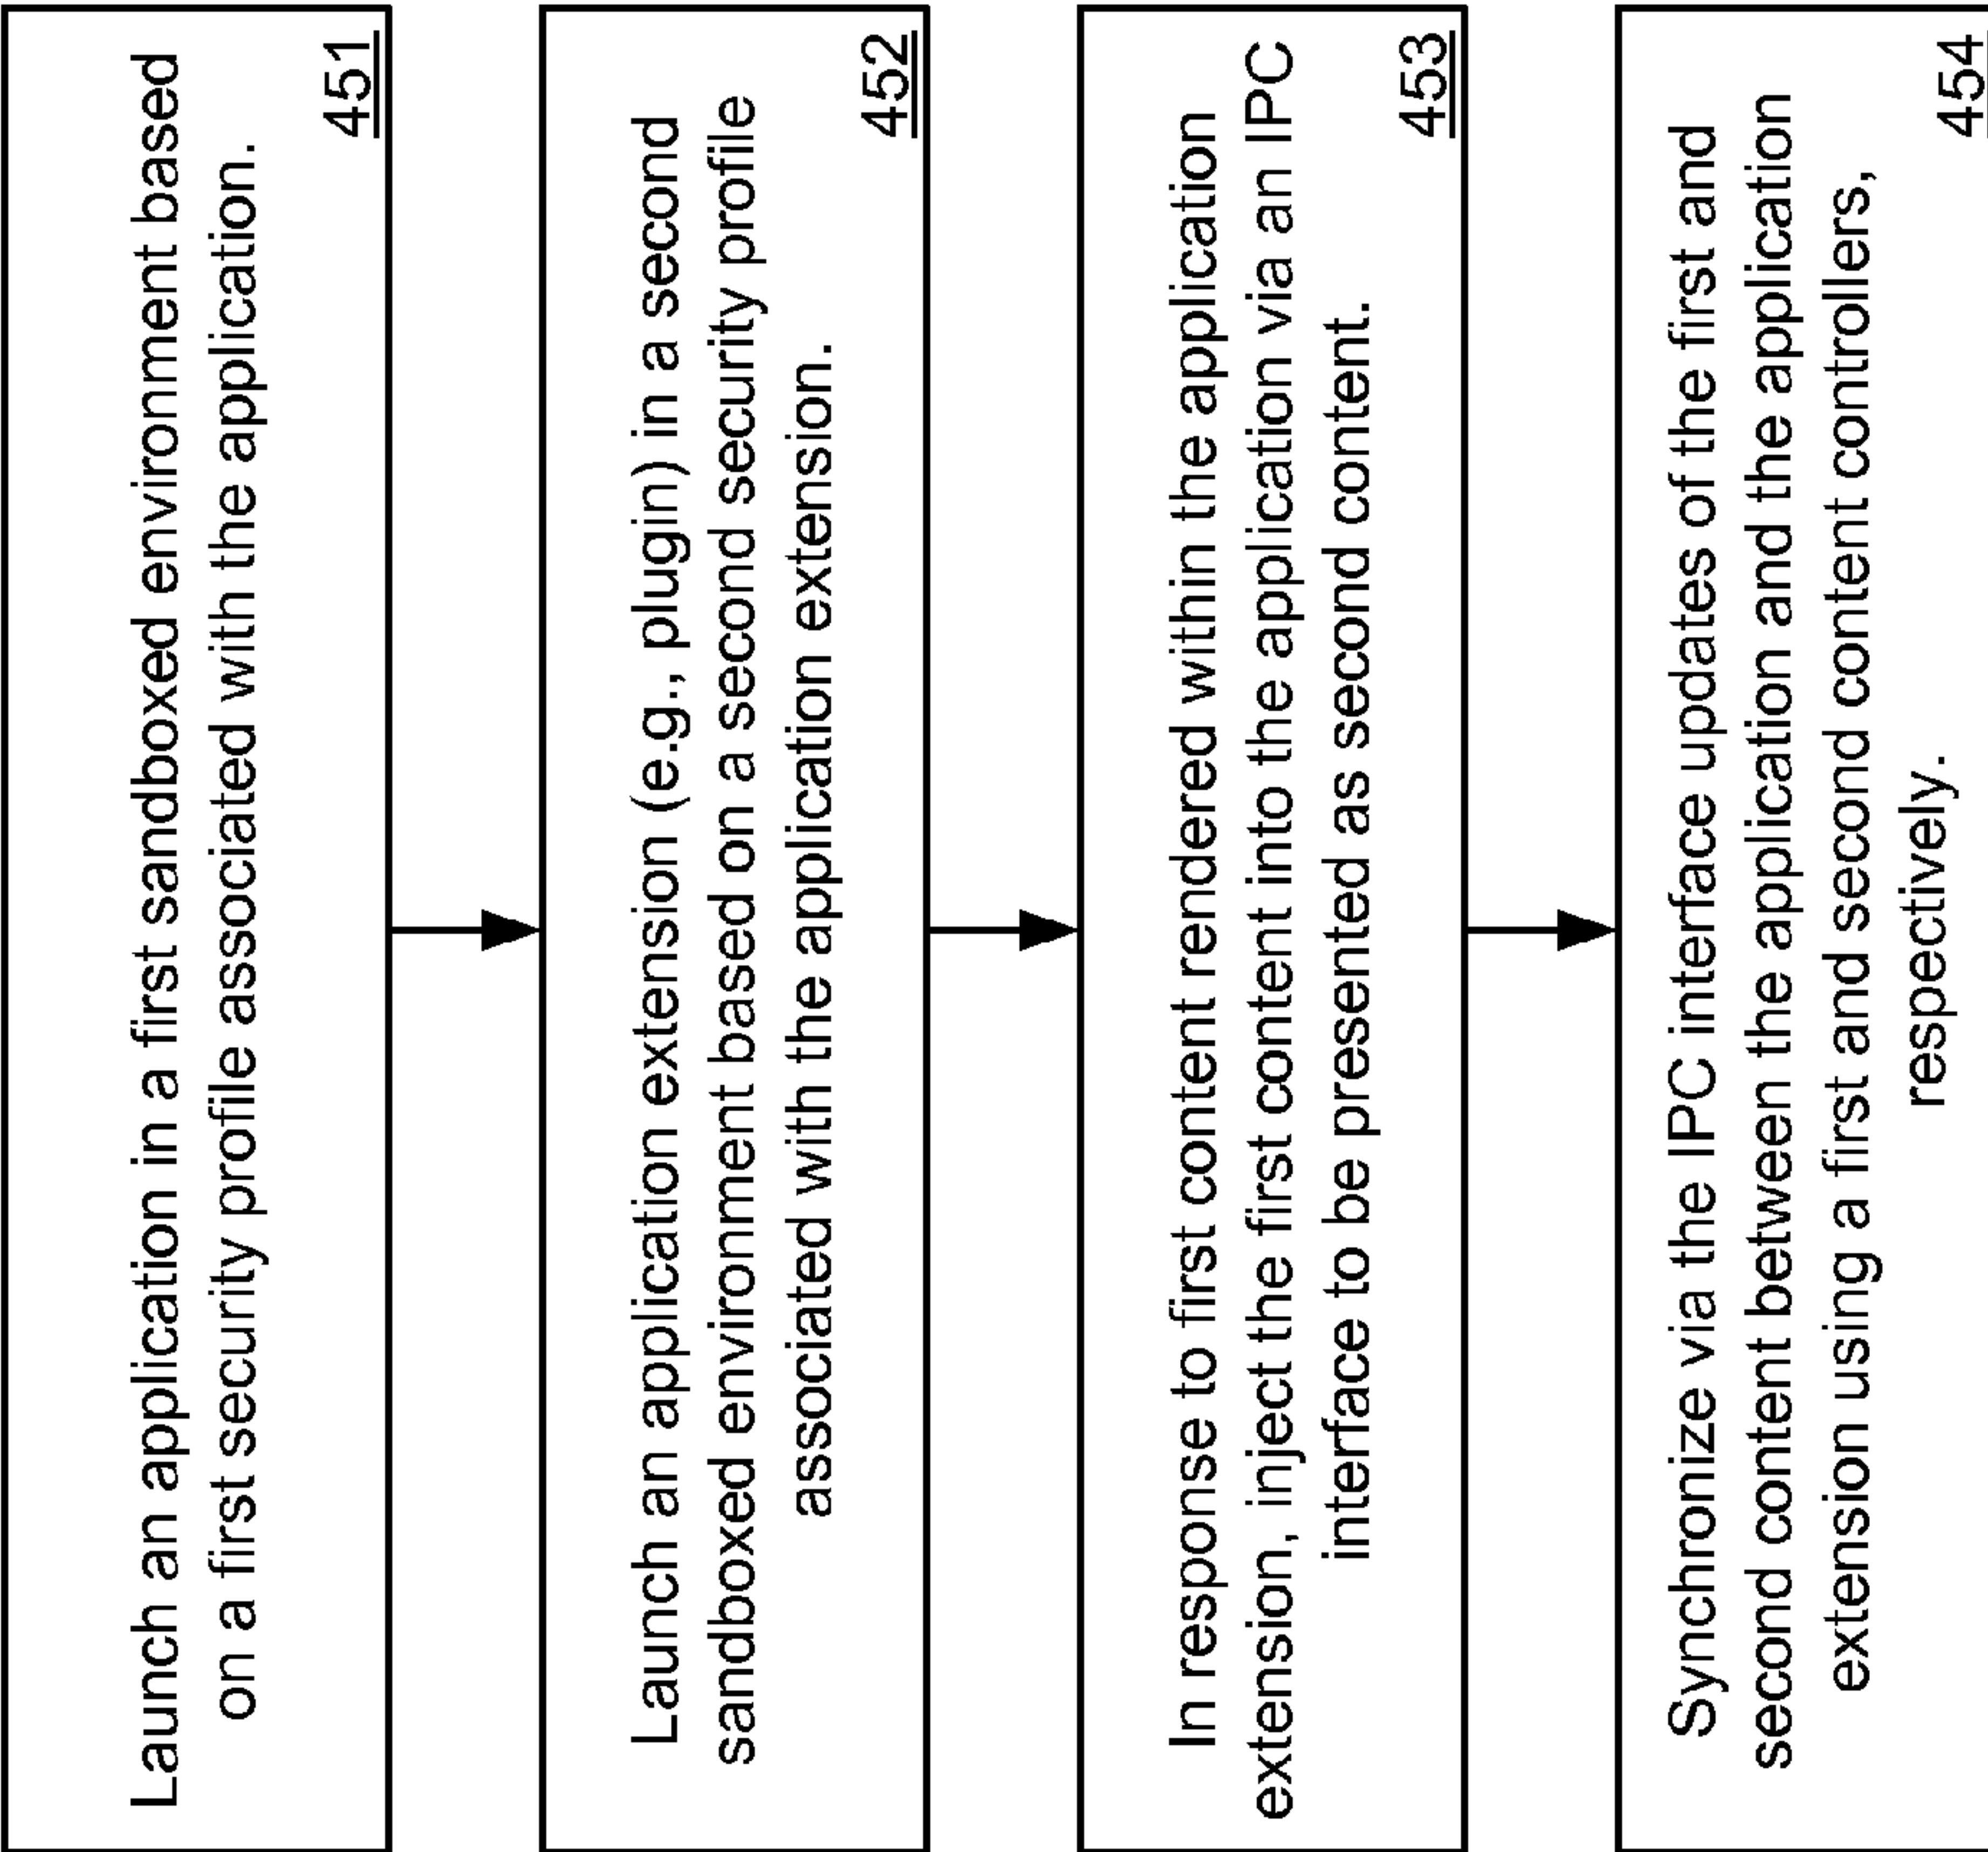 Launch an application in a first sandboxed environment based
on a first security profile associated with the application.
451
Launch an application extension (e.g., plugin) in a second
sandboxed environment based on a second security profile
associated with the application extension.
452
In response to first content rendered within the application
extension, inject the first content into the application via an IPC
interface to be presented as second content.
453
Synchronize via the IPC interface updates of the first and
second content between the application and the application
extension using a first and second content controllers,
respectively.
454